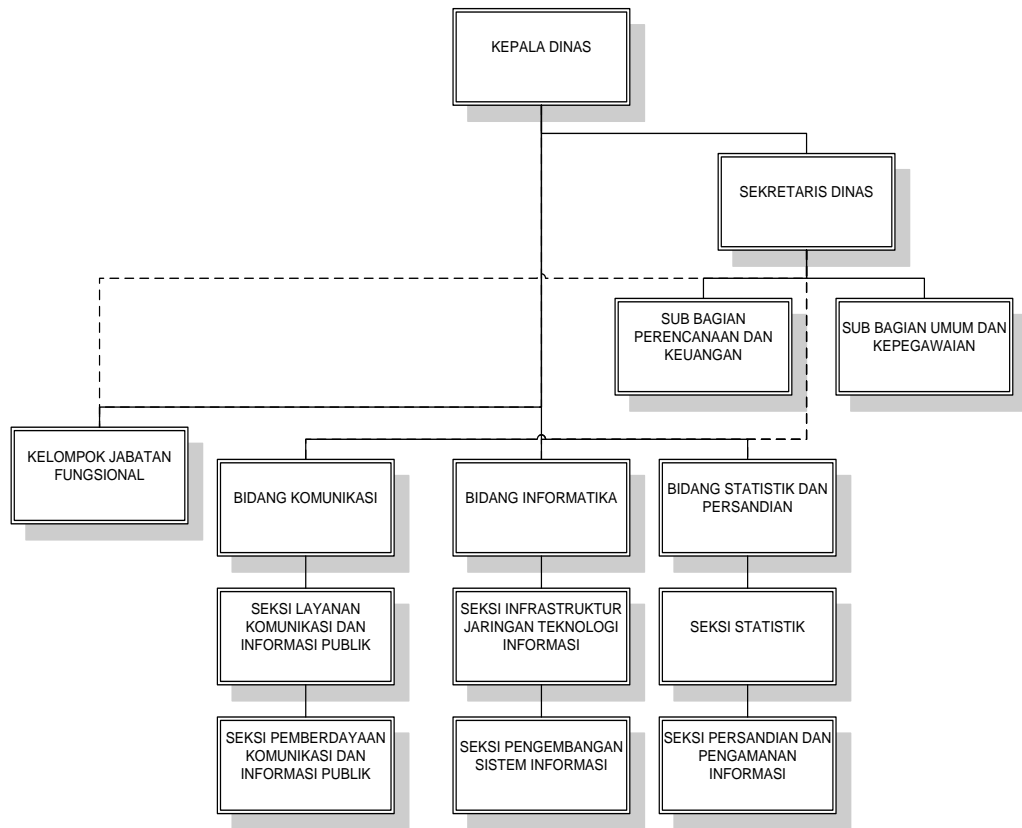 KEPALA DINAS
SEKRETARIS DINAS
SUB BAGIAN
PERENCANAAN DAN
KEUANGAN
SUB BAGIAN UMUM DAN
KEPEGAWAIAN
KELOMPOK JABATAN
FUNGSIONAL
BIDANG KOMUNIKASI
BIDANG INFORMATIKA
BIDANG STATISTIK DAN
PERSANDIAN
SEKSI LAYANAN
KOMUNIKASI DAN
INFORMASI PUBLIK
SEKSI INFRASTRUKTUR
JARINGAN TEKNOLOGI
INFORMASI
SEKSI STATISTIK
SEKSI PEMBERDAYAAN
KOMUNIKASI DAN
INFORMASI PUBLIK
SEKSI PENGEMBANGAN
SISTEM INFORMASI
SEKSI PERSANDIAN DAN
PENGAMANAN
INFORMASI